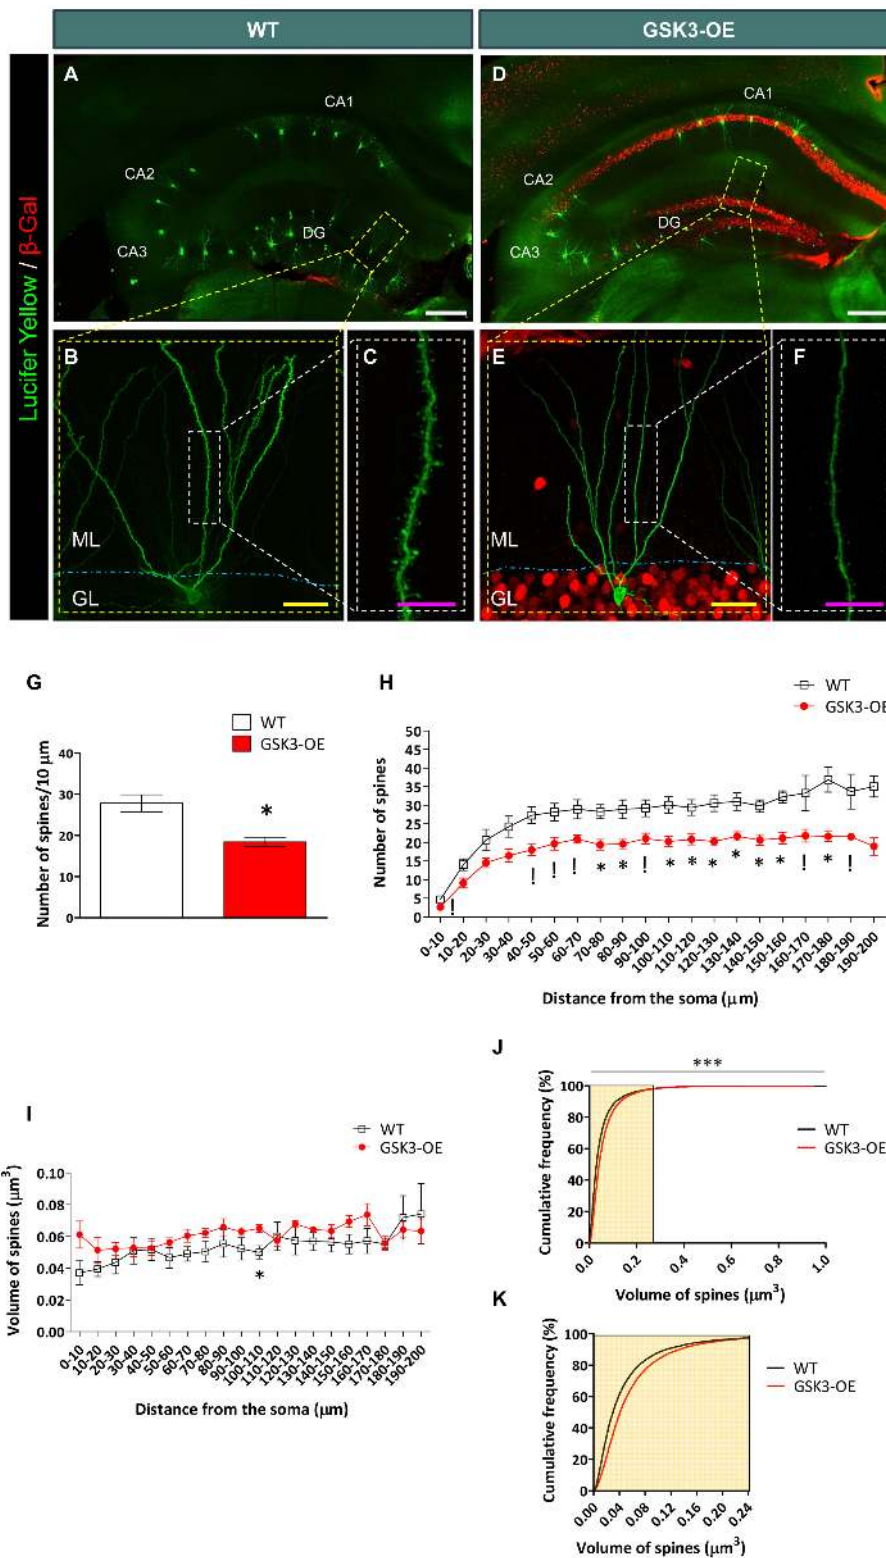 WT
GSK3-OE
Lucifer Yellow / β-Gal
A
CA1
CA2
CA3
DG
D
CA1
CA2
CA3
DG
B
ML
GL
C
E
ML
GL
F
G
WT
GSK3-OE
Number of spines/10 μm
40
30
20
10
0
*
H
WT
GSK3-OE
Number of spines
50
45
40
35
30
25
20
15
10
5
0
! ! ! ! * * ! * * * * * * ! * !
0-10
10-20
20-30
30-40
40-50
50-60
60-70
70-80
80-90
90-100
100-110
110-120
120-130
130-140
140-150
150-160
160-170
170-180
180-190
190-200
Distance from the soma (μm)
I
WT
GSK3-OE
Volume of spines (μm³)
0.10
0.08
0.06
0.04
0.02
0.00
*
0-10
10-20
20-30
30-40
40-50
50-60
60-70
70-80
80-90
90-100
100-110
110-120
120-130
130-140
140-150
150-160
160-170
170-180
180-190
190-200
Distance from the soma (μm)
J
***
Cumulative frequency (%)
100
80
60
40
20
0
WT
GSK3-OE
0.0
0.2
0.4
0.6
0.8
1.0
Volume of spines (μm³)
K
Cumulative frequency (%)
100
80
60
40
20
0
WT
GSK3-OE
0.00
0.04
0.08
0.12
0.16
0.20
0.24
Volume of spines (μm³)